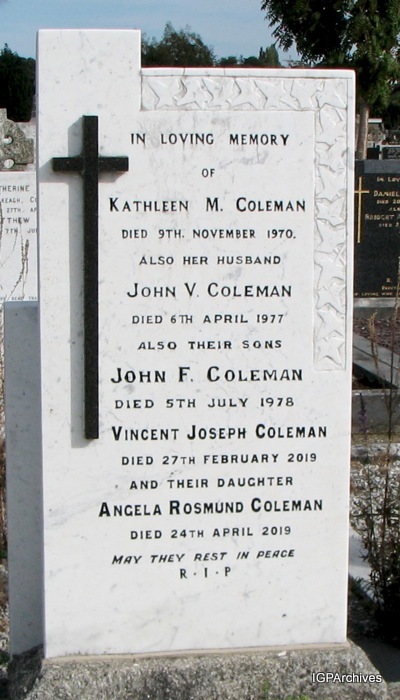 IN LOVING MEMORY
OF
KATHLEEN M. COLEMAN
DIED 9TH. NOVEMBER 1970.
ALSO HER HUSBAND
JOHN V. COLEMAN
DIED 6TH APRIL 1977
ALSO THEIR SONS
JOHN F. COLEMAN
DIED 5TH JULY 1978
VINCENT JOSEPH COLEMAN
DIED 27TH FEBRUARY 2019
AND THEIR DAUGHTER
ANGELA ROSMUND COLEMAN
DIED 24TH APRIL 2019
MAY THEY REST IN PEACE
R·I·P
IGPArchives